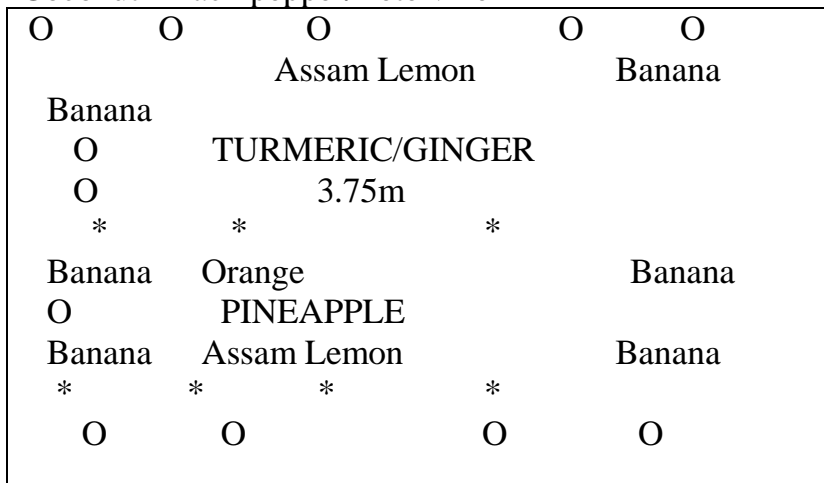 O O O O O
Assam Lemon Banana
Banana
O TURMERIC/GINGER
O 3.75m
* * *
Banana Orange Banana
O PINEAPPLE
Banana Assam Lemon Banana
* * * *
O O O O